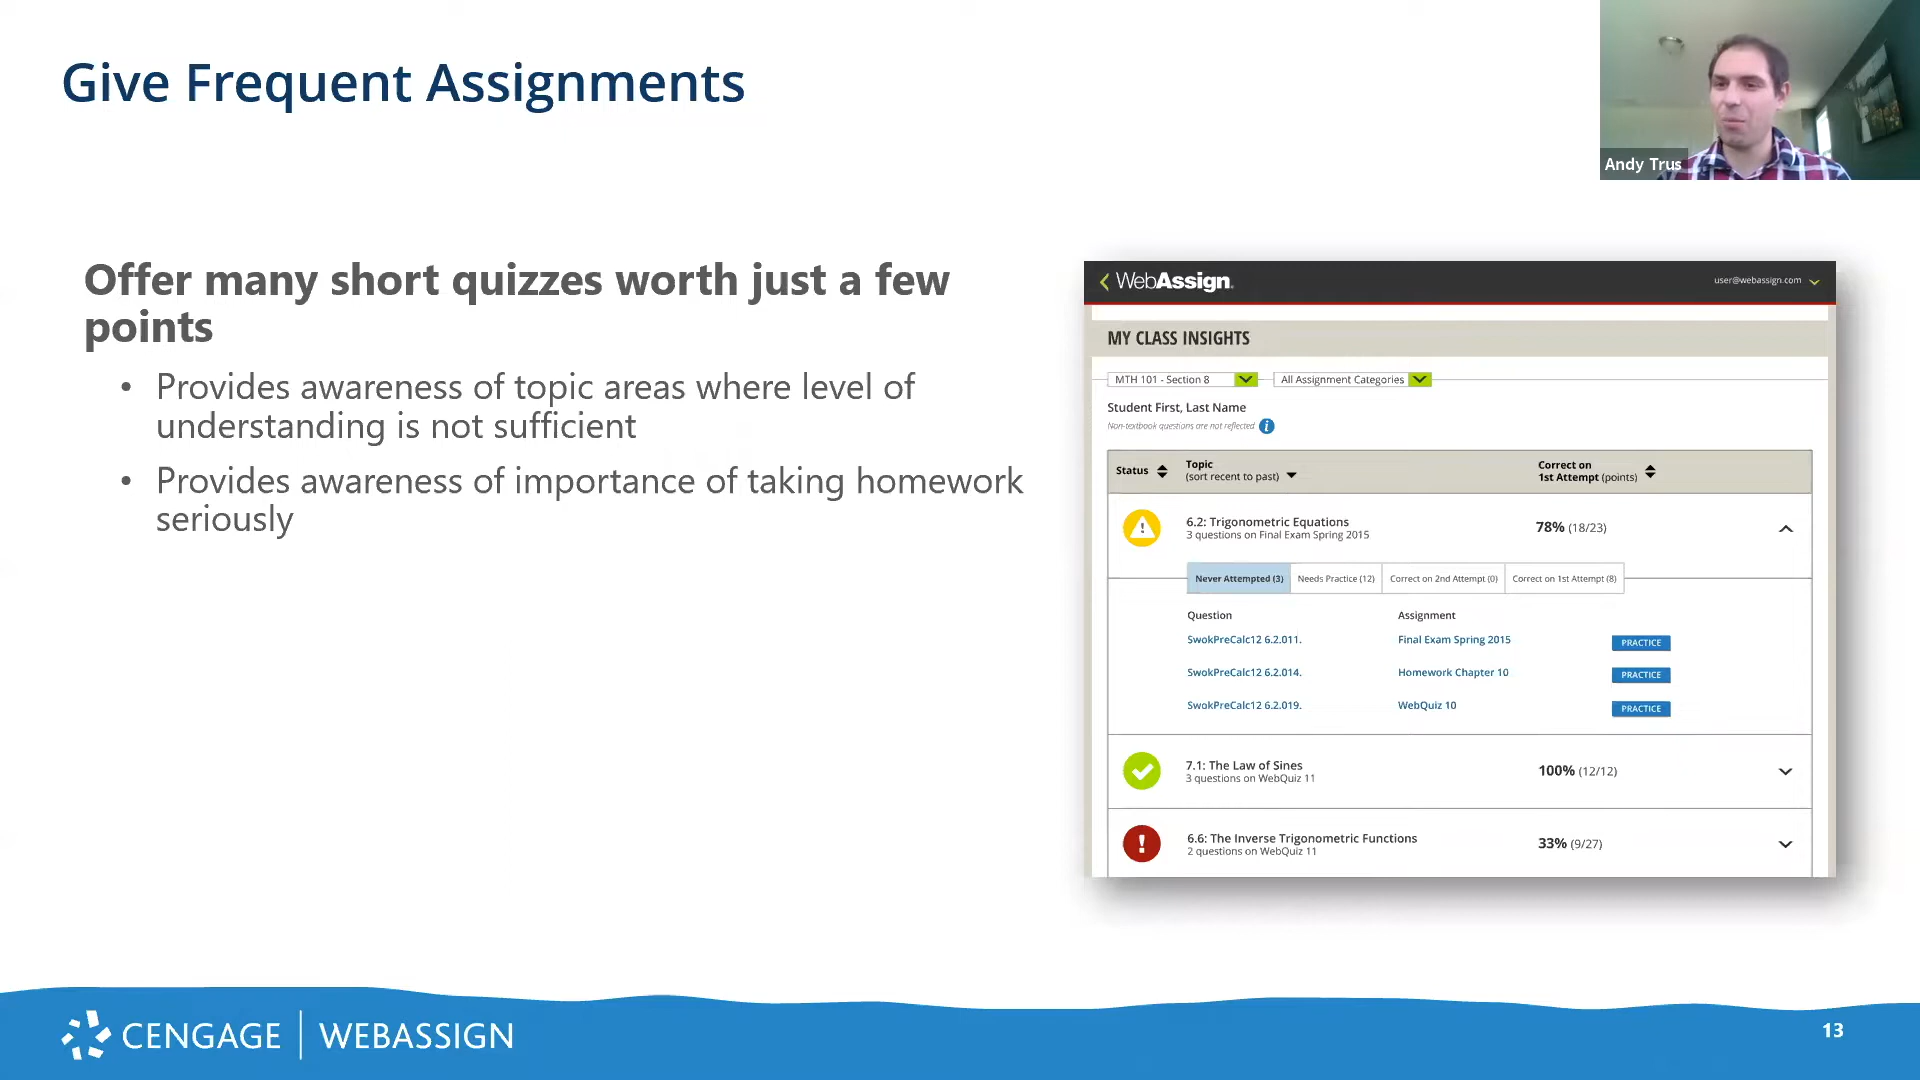 Give Frequent Assignments
Andy Trus
Offer many short quizzes worth just a few
points
• Provides awareness of topic areas where level of
understanding is not sufficient
• Provides awareness of importance of taking homework
seriously
WebAssign.
user@webassign.com
MY CLASS INSIGHTS
MTH 101 - Section 8
All Assignment Categories
Student First, Last Name
Non-textbook questions are not reflected i
Status
Topic
(sort recent to past)
Correct on
1st Attempt (points)
6.2: Trigonometric Equations
3 questions on Final Exam Spring 2015
78% (18/23)
Never Attempted (3) Needs Practice (12) Correct on 2nd Attempt (0) Correct on 1st Attempt (8)
Question Assignment
SwokPreCalc12 6.2.011. Final Exam Spring 2015 PRACTICE
SwokPreCalc12 6.2.014. Homework Chapter 10 PRACTICE
SwokPreCalc12 6.2.019. WebQuiz 10 PRACTICE
7.1: The Law of Sines
3 questions on WebQuiz 11
100% (12/12)
6.6: The Inverse Trigonometric Functions
2 questions on WebQuiz 11
33% (9/27)
CENGAGE | WEBASSIGN
13